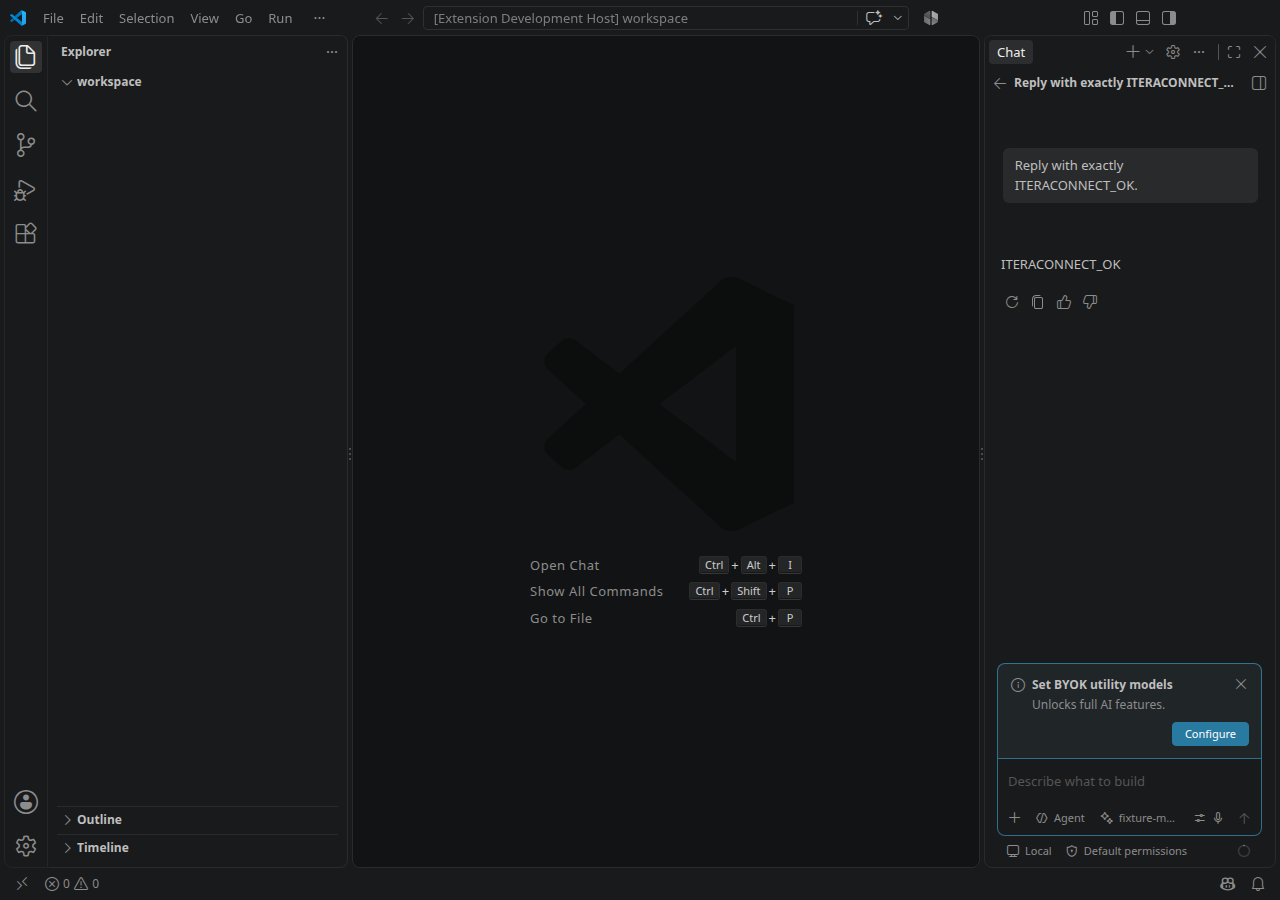 File Edit Selection View Go Run ···
[Extension Development Host] workspace
Explorer
workspace
Outline
Timeline
Open Chat Ctrl + Alt + I
Show All Commands Ctrl + Shift + P
Go to File Ctrl + P
Chat
Reply with exactly ITERACONNECT_...
Reply with exactly
ITERACONNECT_OK.
ITERACONNECT_OK
Set BYOK utility models
Unlocks full AI features.
Configure
Describe what to build
Agent fixture-m...
Local Default permissions
0 0